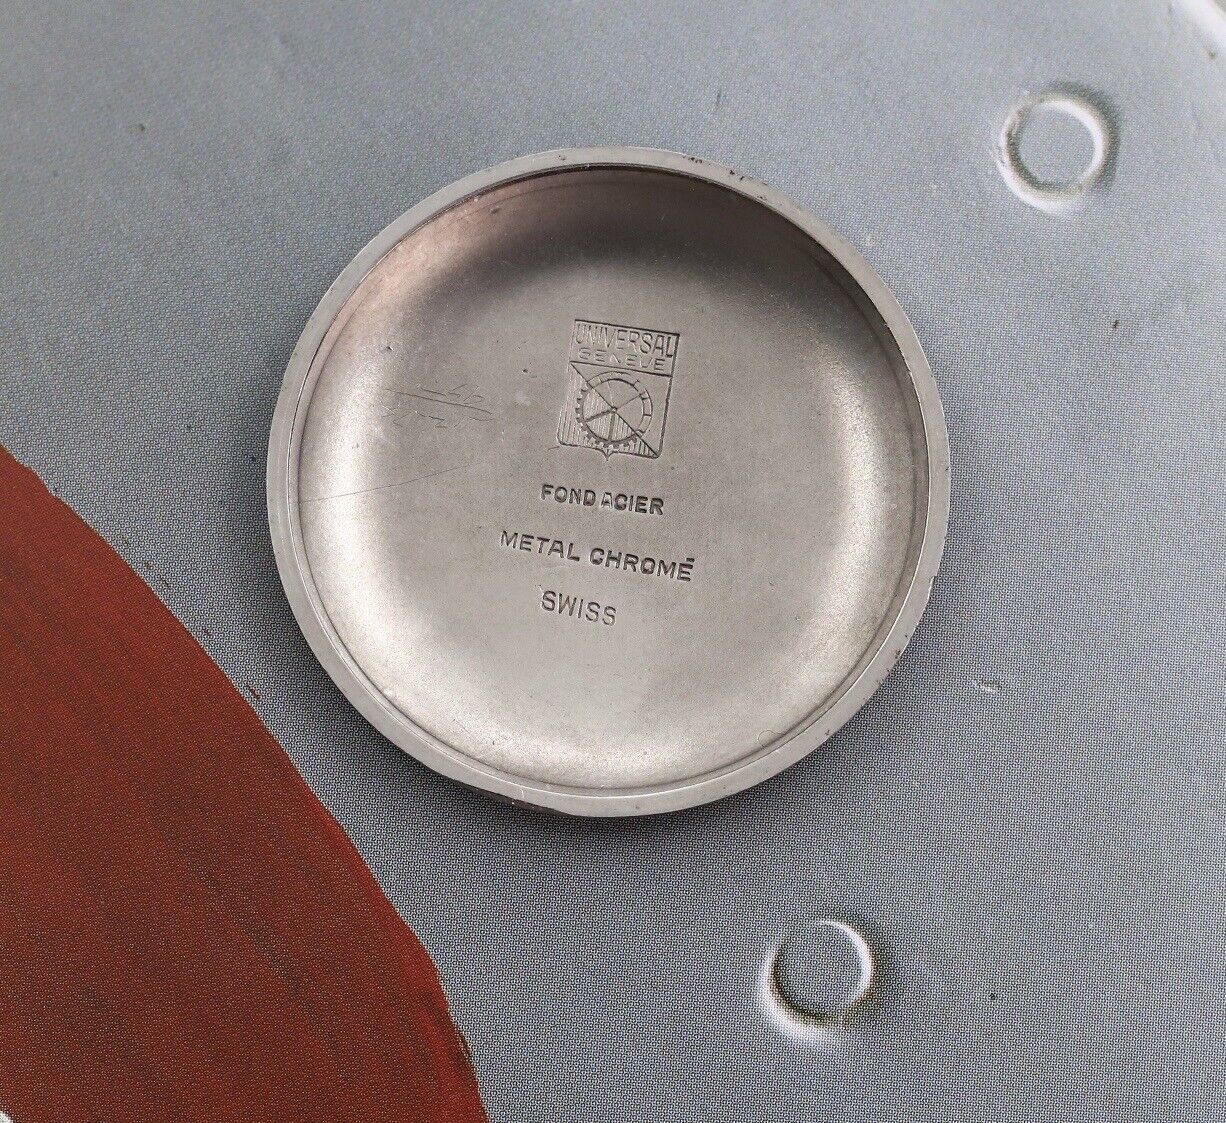 UNIVERSAL
GENEVE
FOND ACIER
METAL CHROMÉ
SWISS